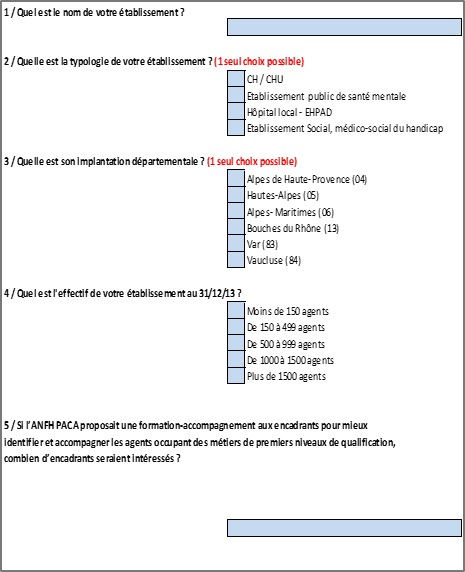 1 / Quel est le nom de votre établissement ?
2 / Quelle est la typologie de votre établissement ? (1 seul choix possible)
CH / CHU
Etablissement public de santé mentale
Hôpital local - EHPAD
Etablissement Social, médico-social du handicap
3 / Quelle est son implantation départementale ? (1 seul choix possible)
Alpes de Haute-Provence (04)
Hautes-Alpes (05)
Alpes- Maritimes (06)
Bouches du Rhône (13)
Var (83)
Vaucluse (84)
4 / Quel est l'effectif de votre établissement au 31/12/13 ?
Moins de 150 agents
De 150 à 499 agents
De 500 à 999 agents
De 1000 à 1500 agents
Plus de 1500 agents
5 / Si l'ANFH PACA proposait une formation-accompagnement aux encadrants pour mieux
identifier et accompagner les agents occupant des métiers de premiers niveaux de qualification,
combien d'encadrants seraient intéressés ?